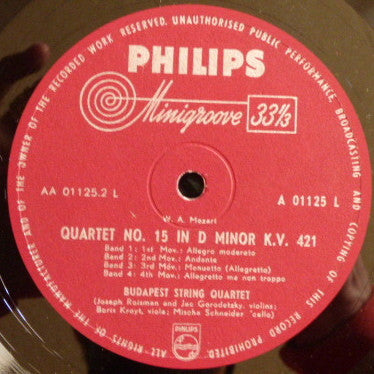 ALL RIGHTS OF THE MANUFACTURER AND OF THE OWNER OF THE RECORDED WORK RESERVED. UNAUTHORISED PUBLIC PERFORMANCE, BROADCASTING AND COPYING OF THIS RECORD PROHIBITED.
PHILIPS
Minigroove 33⅓
AA 01125.2 L
A 01125 L
W. A. Mozart
QUARTET NO. 15 IN D MINOR K.V. 421
Band 1: 1st Mov.: Allegro moderato
Band 2: 2nd Mov.: Andante
Band 3: 3rd Mov.: Menuetto (Allegretto)
Band 4: 4th Mov.: Allegretto ma non troppo
BUDAPEST STRING QUARTET
(Joseph Roisman and Jac Gorodetzky, violins;
Boris Kroyt, viola; Mischa Schneider 'cello)
PHILIPS